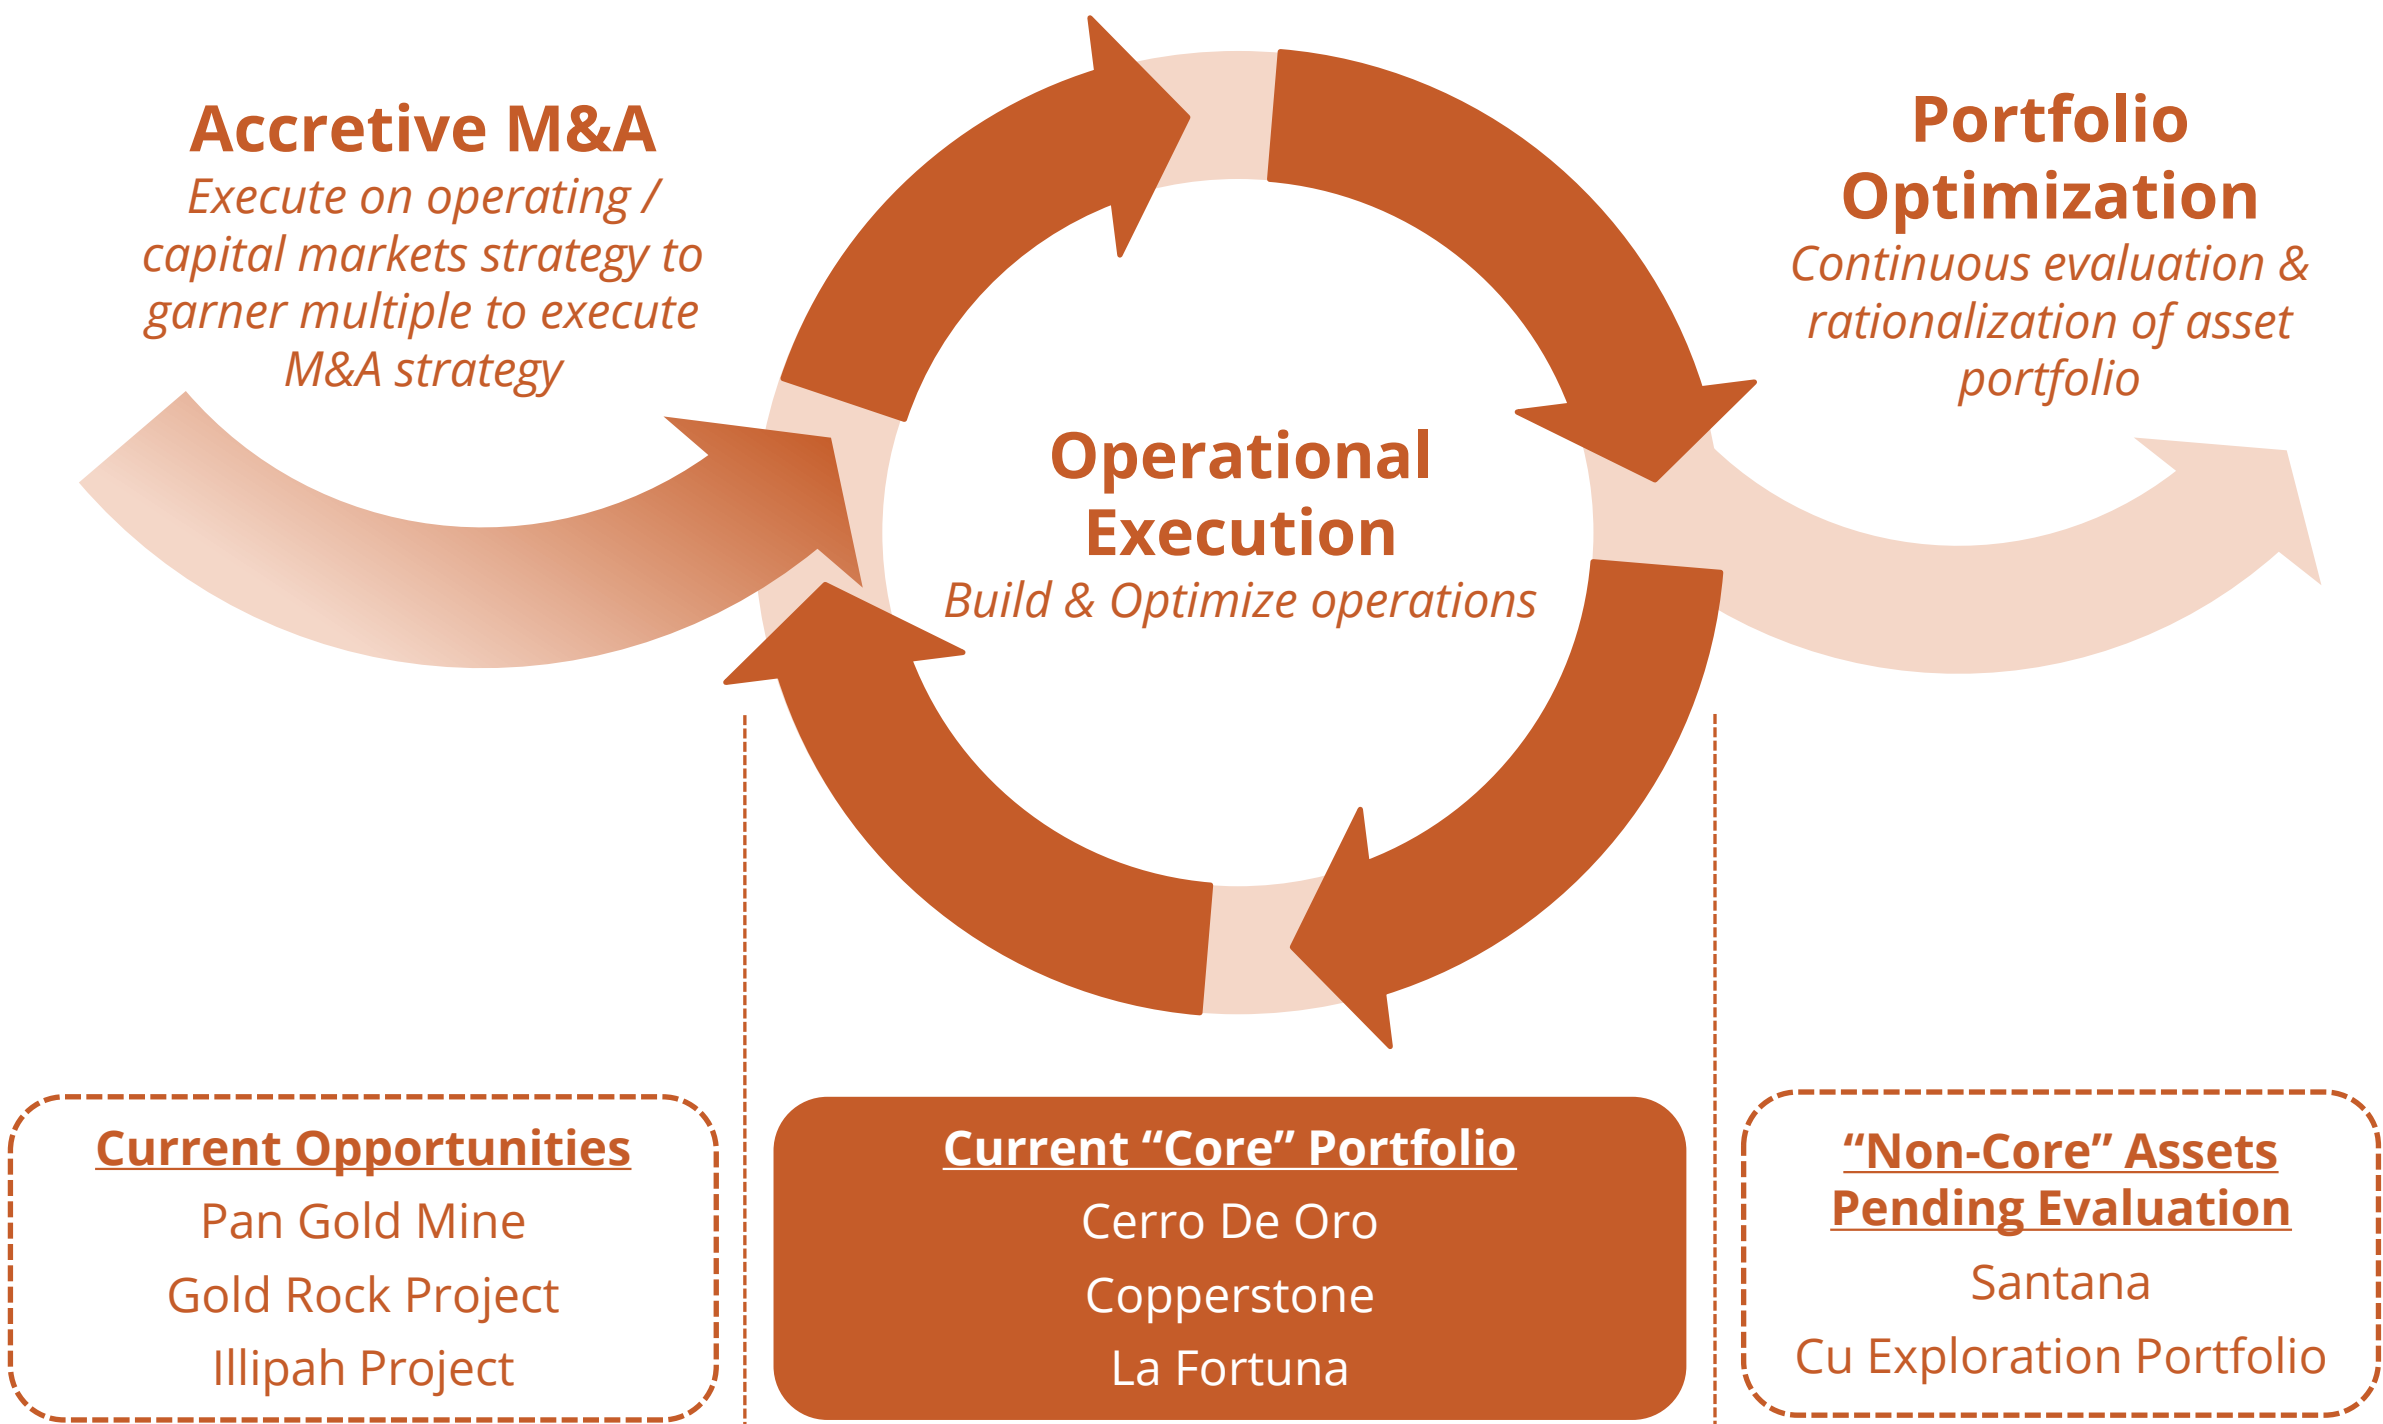 Accretive M&A
Execute on operating /
capital markets strategy to
garner multiple to execute
M&A strategy
Operational
Execution
Build & Optimize operations
Portfolio
Optimization
Continuous evaluation &
rationalization of asset
portfolio
Current Opportunities
Pan Gold Mine
Gold Rock Project
Illipah Project
Current “Core” Portfolio
Cerro De Oro
Copperstone
La Fortuna
“Non-Core” Assets
Pending Evaluation
Santana
Cu Exploration Portfolio